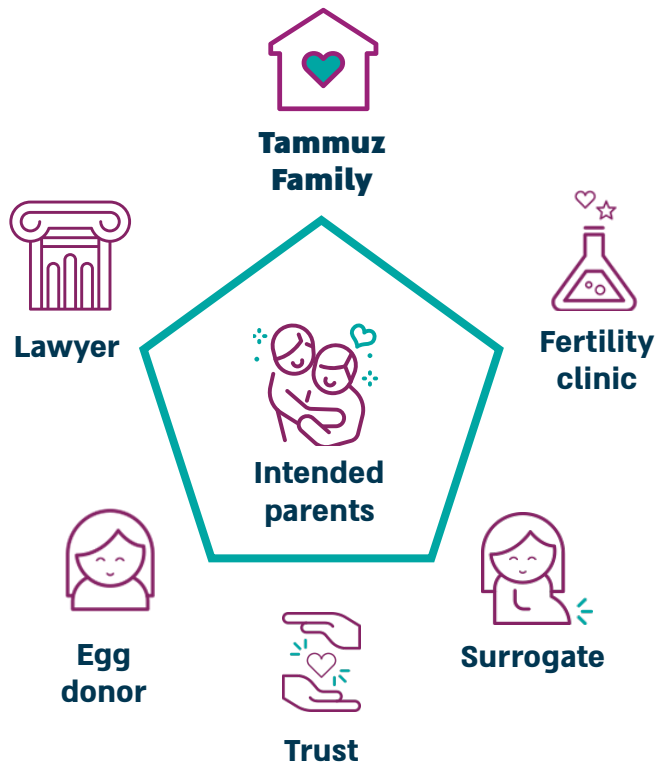 Tammuz
Family
Lawyer
Fertility
clinic
Intended
parents
Egg
donor
Surrogate
Trust